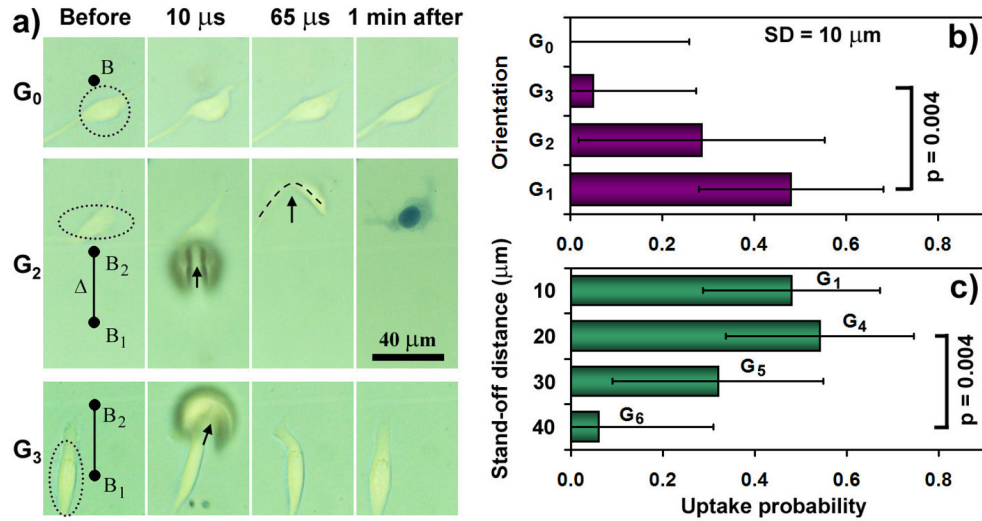 a)
Before
10 μs
65 μs
1 min after
G0
B
G2
B2
Δ
B1
40 μm
G3
B2
B1
b)
SD = 10 μm
Orientation
G0
G3
G2
G1
p = 0.004
0.0 0.2 0.4 0.6 0.8
c)
Stand-off distance (μm)
10
G1
20
G4
30
G5
40
G6
p = 0.004
0.0 0.2 0.4 0.6 0.8
Uptake probability